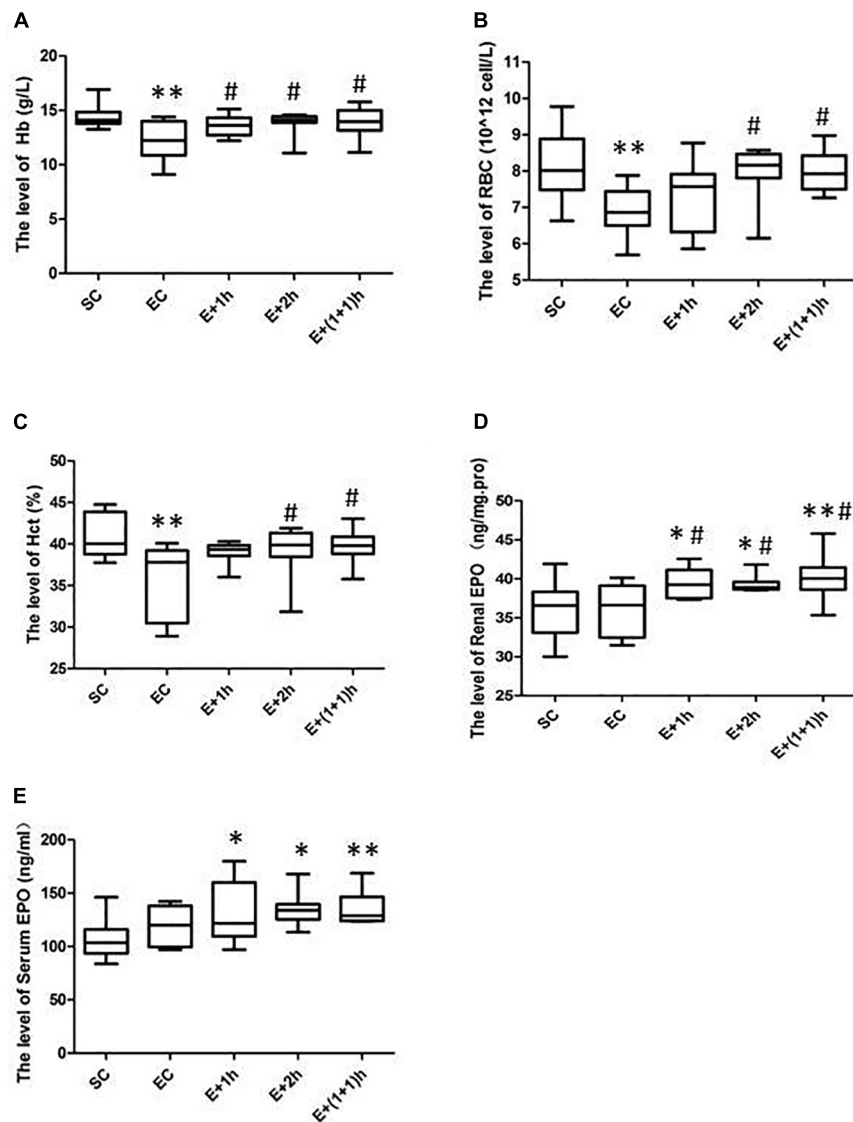 A
The level of Hb (g/L)
20
15
10
5
0
**
#
#
#
SC
EC
E+1h
E+2h
E+(1+1)h
B
The level of RBC (10^12 cell/L)
11
10
9
8
7
6
5
**
#
#
SC
EC
E+1h
E+2h
E+(1+1)h
C
The level of Hct (%)
50
45
40
35
30
25
**
#
#
SC
EC
E+1h
E+2h
E+(1+1)h
D
The level of Renal EPO (ng/mg.pro)
50
45
40
35
30
25
*#
*#
**#
SC
EC
E+1h
E+2h
E+(1+1)h
E
The level of Serum EPO (ng/ml)
200
150
100
50
0
*
*
**
SC
EC
E+1h
E+2h
E+(1+1)h